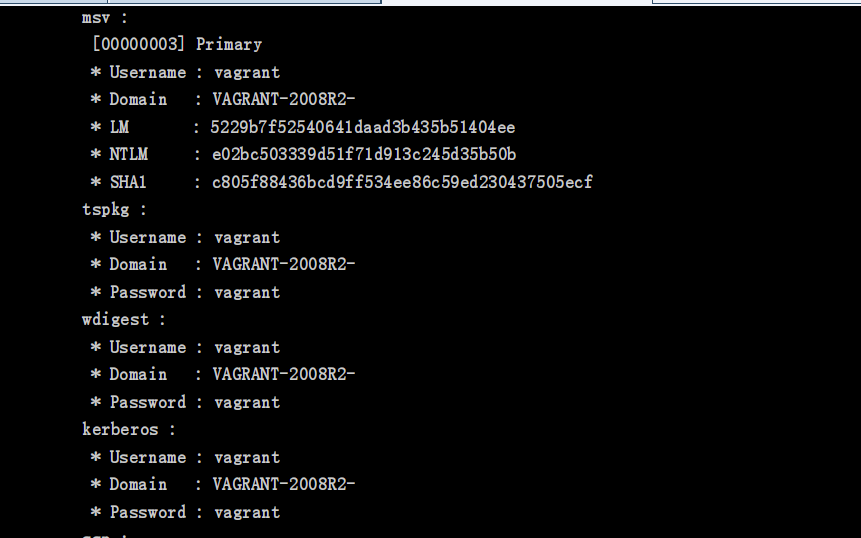 msv :
[00000003] Primary
* Username : vagrant
* Domain : VAGRANT-2008R2-
* LM : 5229b7f52540641daad3b435b51404ee
* NTLM : e02bc503339d51f71d913c245d35b50b
* SHA1 : c805f88436bcd9ff534ee86c59ed230437505ecf
tspkg :
* Username : vagrant
* Domain : VAGRANT-2008R2-
* Password : vagrant
wdigest :
* Username : vagrant
* Domain : VAGRANT-2008R2-
* Password : vagrant
kerberos :
* Username : vagrant
* Domain : VAGRANT-2008R2-
* Password : vagrant